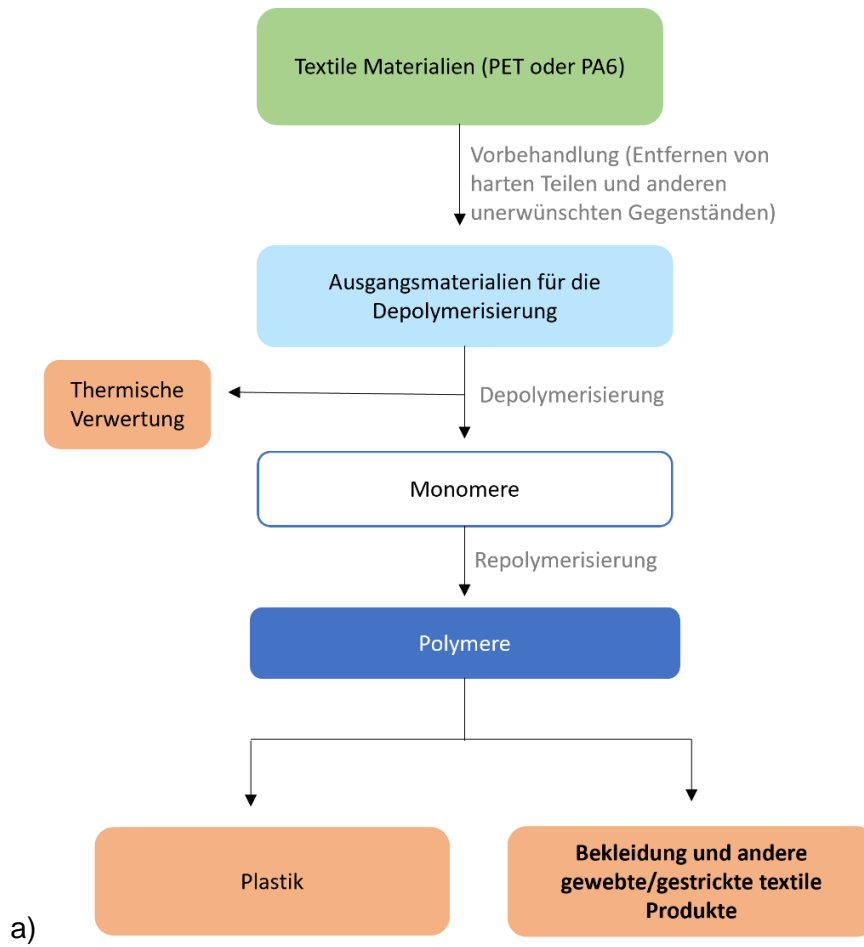 Textile Materialien (PET oder PA6)
Vorbehandlung (Entfernen von
harten Teilen und anderen
unerwünschten Gegenständen)
Ausgangsmaterialien für die
Depolymerisierung
Thermische
Verwertung
Depolymerisierung
Monomere
Repolymerisierung
Polymere
Plastik
Bekleidung und andere
gewebte/gestrickte textile
Produkte
a)